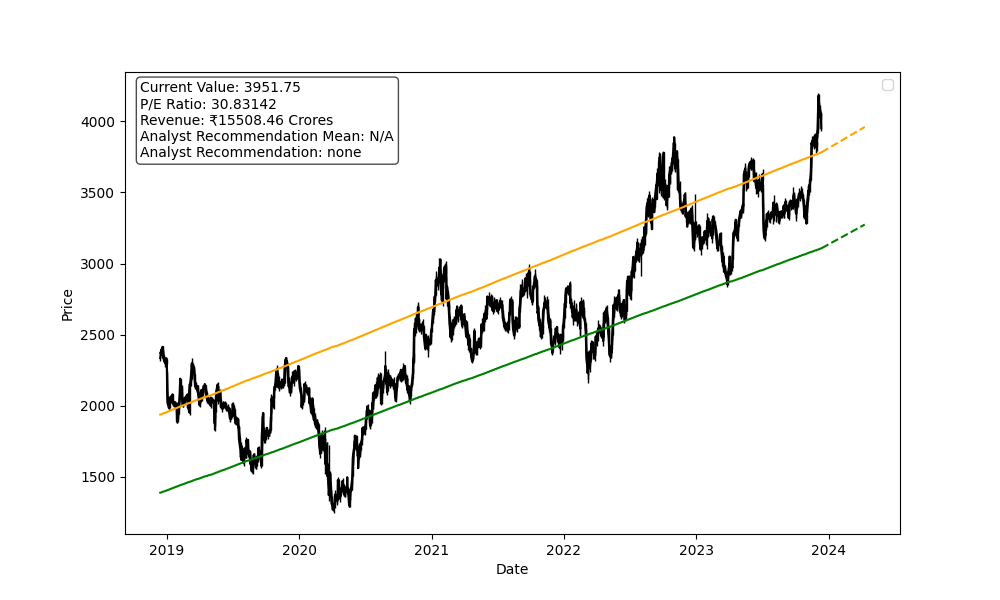 Current Value: 3951.75
P/E Ratio: 30.83142
Revenue: ₹15508.46 Crores
Analyst Recommendation Mean: N/A
Analyst Recommendation: none
4000
3500
3000
2500
2000
1500
Price
2019 2020 2021 2022 2023 2024
Date